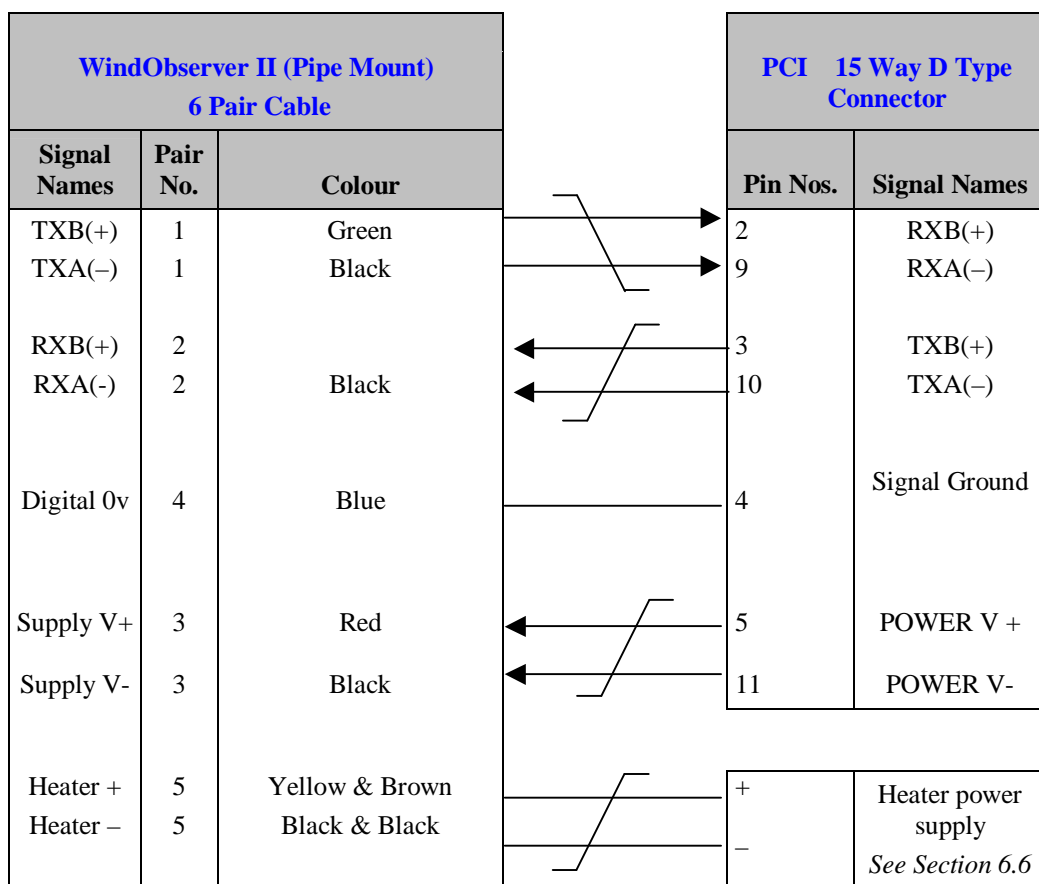 WindObserver II (Pipe Mount)
6 Pair Cable
PCI 15 Way D Type
Connector
Signal Names Pair No. Colour Pin Nos. Signal Names
TXB(+) 1 Green 2 RXB(+)
TXA(–) 1 Black 9 RXA(–)
RXB(+) 2 3 TXB(+)
RXA(-) 2 Black 10 TXA(–)
Digital 0v 4 Blue 4 Signal Ground
Supply V+ 3 Red 5 POWER V +
Supply V- 3 Black 11 POWER V-
Heater + 5 Yellow & Brown + Heater power
Heater – 5 Black & Black – supply
See Section 6.6